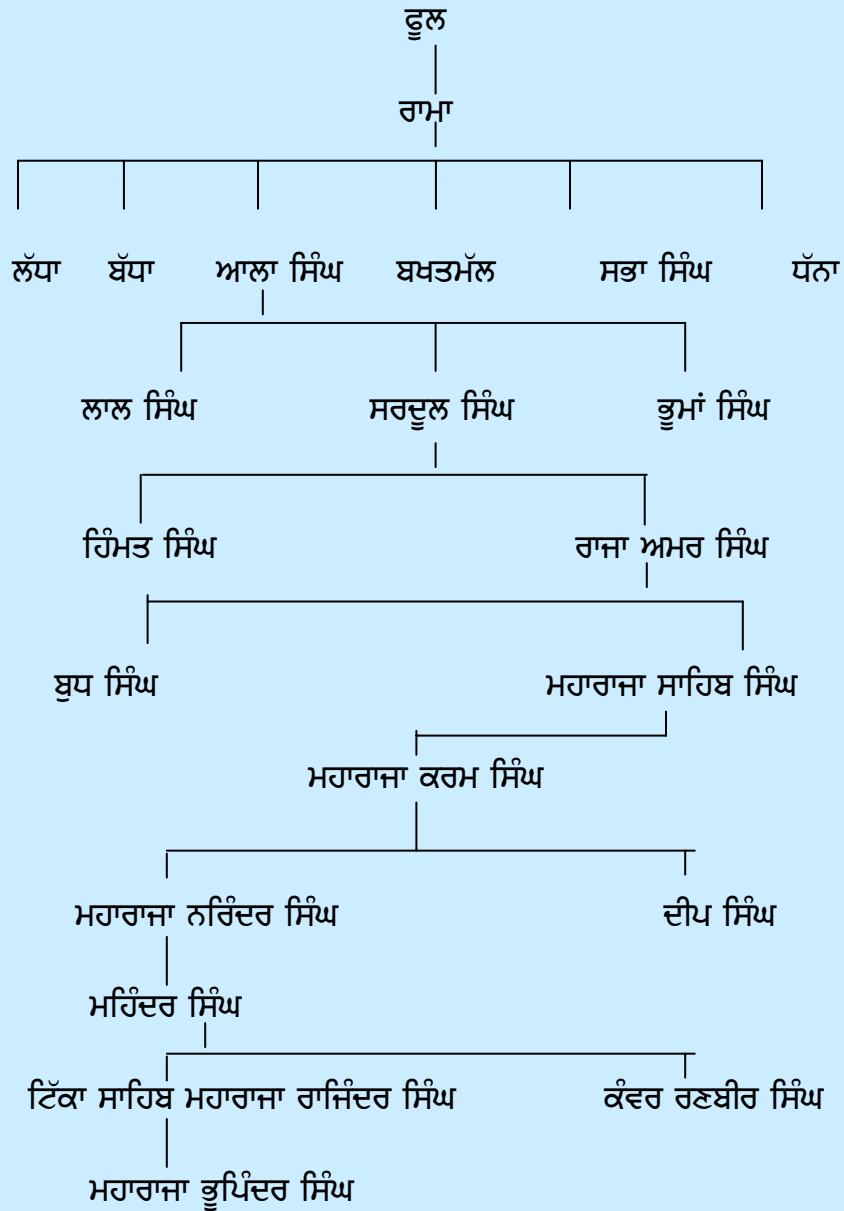 ਫੂਲ
ਰਾਮਾ
ਲੱਧਾ ਬੱਧਾ ਆਲਾ ਸਿੰਘ ਬਖਤਮੱਲ ਸਭਾ ਸਿੰਘ ਧੱਨਾ
ਲਾਲ ਸਿੰਘ ਸਰਦੂਲ ਸਿੰਘ ਭੂਮਾਂ ਸਿੰਘ
ਹਿੰਮਤ ਸਿੰਘ ਰਾਜਾ ਅਮਰ ਸਿੰਘ
ਬੁਧ ਸਿੰਘ ਮਹਾਰਾਜਾ ਸਾਹਿਬ ਸਿੰਘ
ਮਹਾਰਾਜਾ ਕਰਮ ਸਿੰਘ
ਮਹਾਰਾਜਾ ਨਰਿੰਦਰ ਸਿੰਘ ਦੀਪ ਸਿੰਘ
ਮਹਿੰਦਰ ਸਿੰਘ
ਟਿੱਕਾ ਸਾਹਿਬ ਮਹਾਰਾਜਾ ਰਾਜਿੰਦਰ ਸਿੰਘ ਕੰਵਰ ਰਣਬੀਰ ਸਿੰਘ
ਮਹਾਰਾਜਾ ਭੂਪਿੰਦਰ ਸਿੰਘ